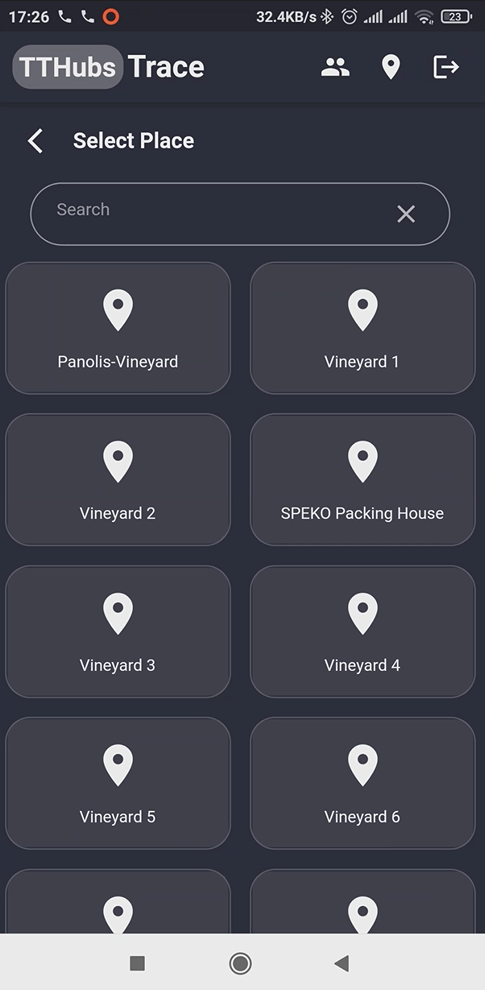 17:26 32.4KB/s 23
TTHubs Trace
Select Place
Search
Panolis-Vineyard
Vineyard 1
Vineyard 2
SPEKO Packing House
Vineyard 3
Vineyard 4
Vineyard 5
Vineyard 6